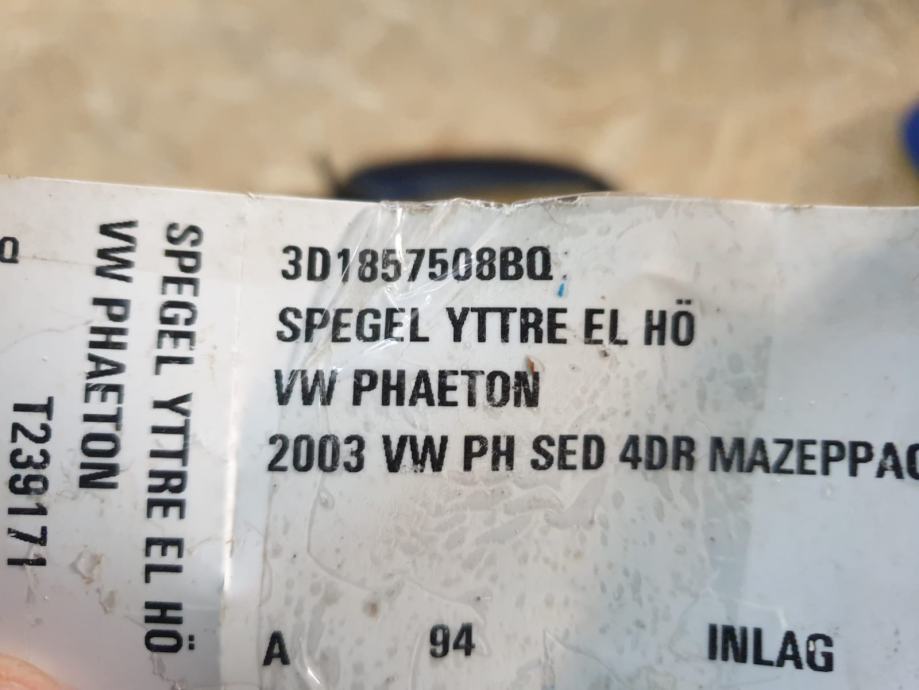 3D1857508BQ
SPEGEL YTTRE EL HÖ
VW PHAETON
2003 VW PH SED 4DR MAZEPPAG
A 94 INLAG
SPEGEL YTTRE EL HÖ
VW PHAETON
T239171